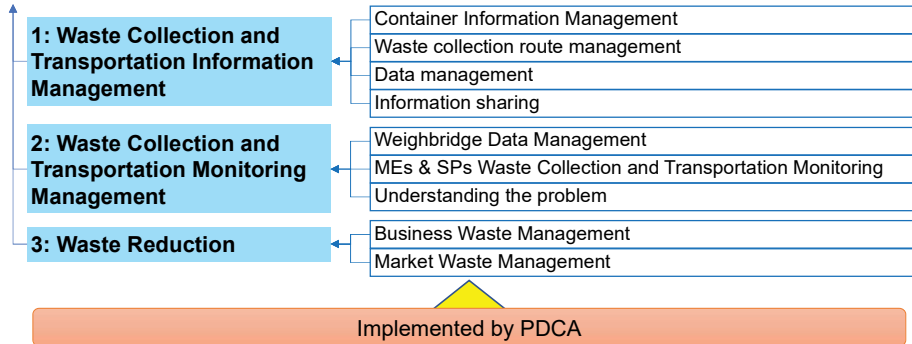 1: Waste Collection and
Transportation Information
Management
Container Information Management
Waste collection route management
Data management
Information sharing
2: Waste Collection and
Transportation Monitoring
Management
Weighbridge Data Management
MEs & SPs Waste Collection and Transportation Monitoring
Understanding the problem
3: Waste Reduction
Business Waste Management
Market Waste Management
Implemented by PDCA